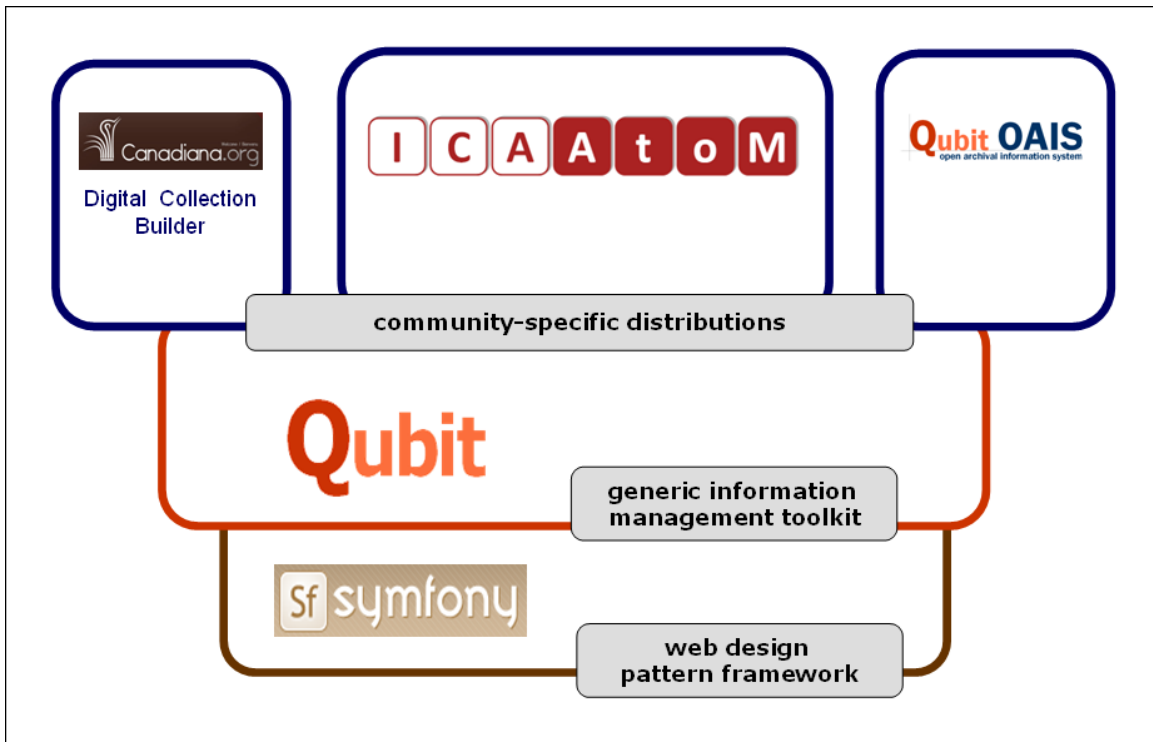 Canadiana.org
Digital Collection
Builder
ICAAtoM
Qubit OAIS
open archival information system
community-specific distributions
Qubit
generic information
management toolkit
Sf symfony
web design
pattern framework